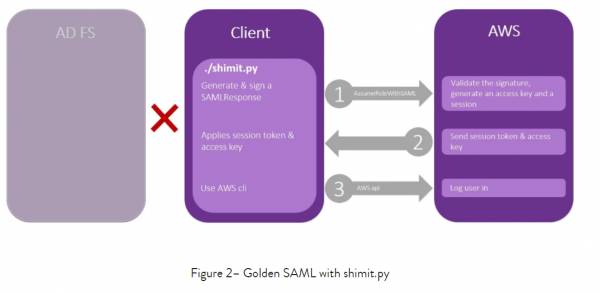 AD FS
Client
AWS
./shimit.py
Generate & sign a
SAMLResponse
1
AssumeRoleWithSAML
Validate the signature,
generate an access key and a
session
Applies session token &
access key
2
Send session token & access
key
Use AWS cli
3
AWS api
Log user in
Figure 2– Golden SAML with shimit.py